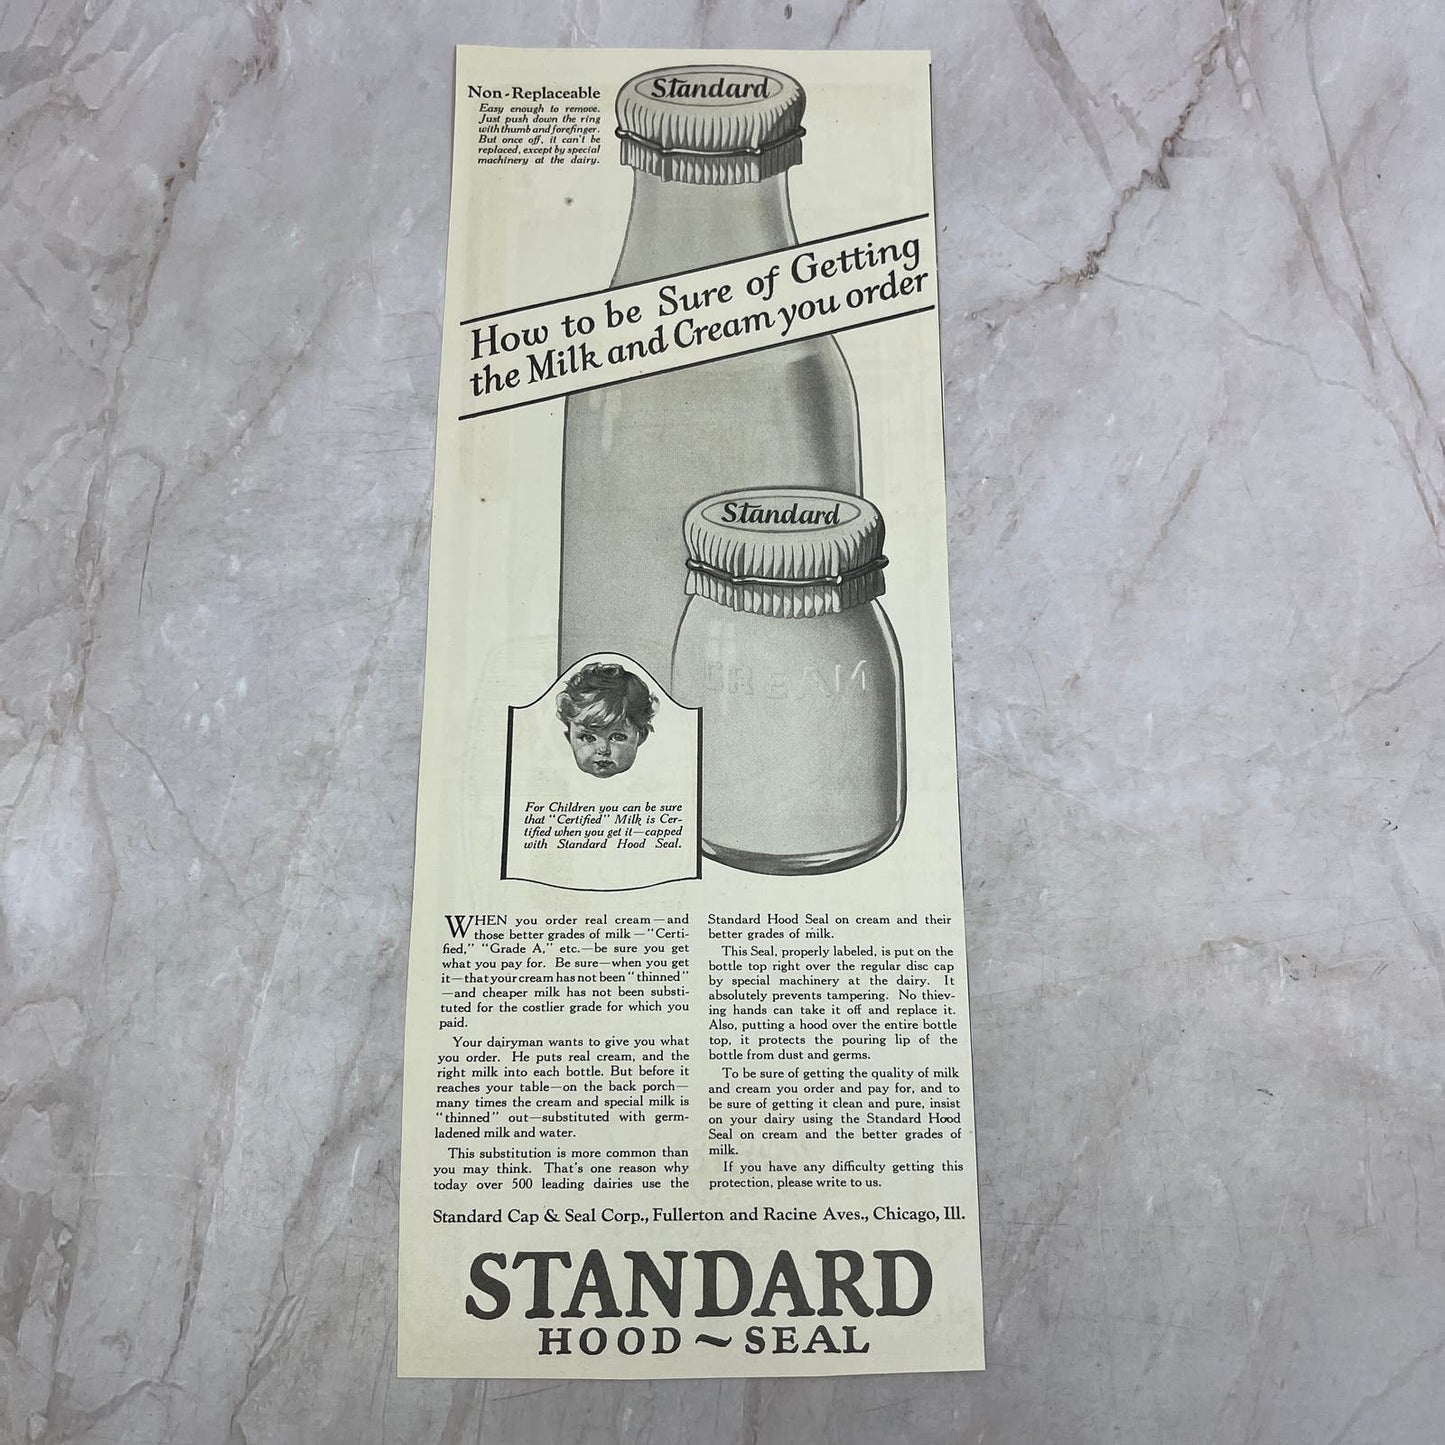 Standard
Non-Replaceable
Easy enough to remove.
Just push down the ring
with thumb and forefinger.
But once off, it can't be
replaced, except by special
machinery at the dairy.
How to be Sure of Getting
the Milk and Cream you order
Standard
For Children you can be sure
that "Certified" Milk is Cer-
tified when you get it—capped
with Standard Hood Seal.
WHEN you order real cream—and
those better grades of milk—"Certi-
fied," "Grade A," etc.—be sure you get
what you pay for. Be sure—when you get
it—that your cream has not been "thinned"
—and cheaper milk has not been substi-
tuted for the costlier grade for which you
paid.
Your dairyman wants to give you what
you order. He puts real cream, and the
right milk into each bottle. But before it
reaches your table—on the back porch—
many times the cream and special milk is
"thinned" out—substituted with germ-
ladened milk and water.
This substitution is more common than
you may think. That's one reason why
today over 500 leading dairies use the
Standard Hood Seal on cream and their
better grades of milk.
This Seal, properly labeled, is put on the
bottle top right over the regular disc cap
by special machinery at the dairy. It
absolutely prevents tampering. No thiev-
ing hands can take it off and replace it.
Also, putting a hood over the entire bottle
top, it protects the pouring lip of the
bottle from dust and germs.
To be sure of getting the quality of milk
and cream you order and pay for, and to
be sure of getting it clean and pure, insist
on your dairy using the Standard Hood
Seal on cream and the better grades of
milk.
If you have any difficulty getting this
protection, please write to us.
Standard Cap & Seal Corp., Fullerton and Racine Aves., Chicago, Ill.
STANDARD
HOOD ~ SEAL